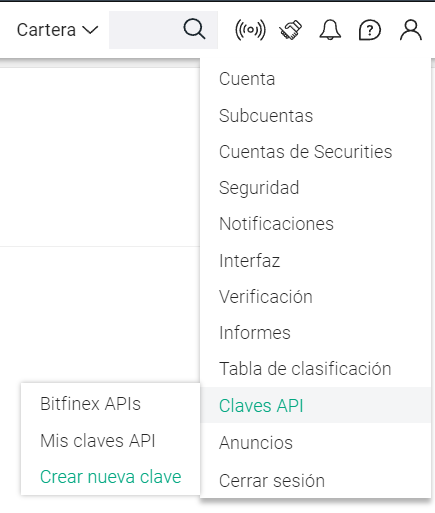 Cartera
Cuenta
Subcuentas
Cuentas de Securities
Seguridad
Notificaciones
Interfaz
Verificación
Informes
Tabla de clasificación
Claves API
Bitfinex APIs
Mis claves API
Crear nueva clave
Anuncios
Cerrar sesión